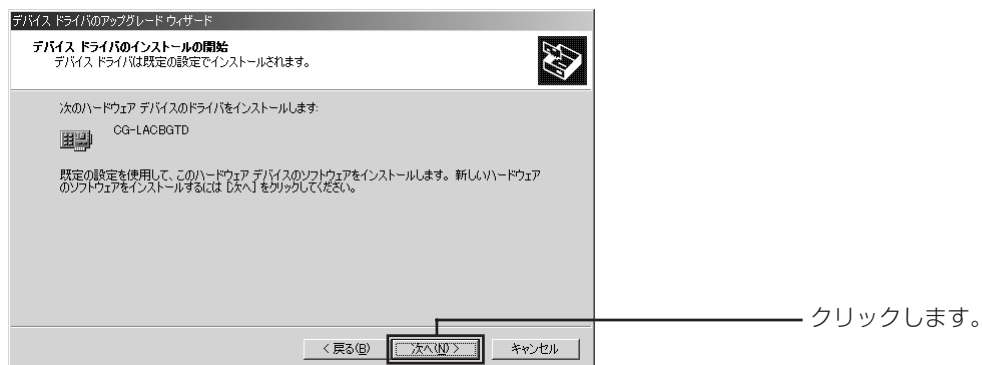 デバイス ドライバのアップグレード ウィザード
デバイス ドライバのインストールの開始
デバイス ドライバは既定の設定でインストールされます。
次のハードウェア デバイスのドライバをインストールします:
CG-LACBGTD
既定の設定を使用して、このハードウェア デバイスのソフトウェアをインストールします。新しいハードウェア
のソフトウェアをインストールするには [次へ] をクリックしてください。
クリックします。
< 戻る(B) 次へ(N) > キャンセル